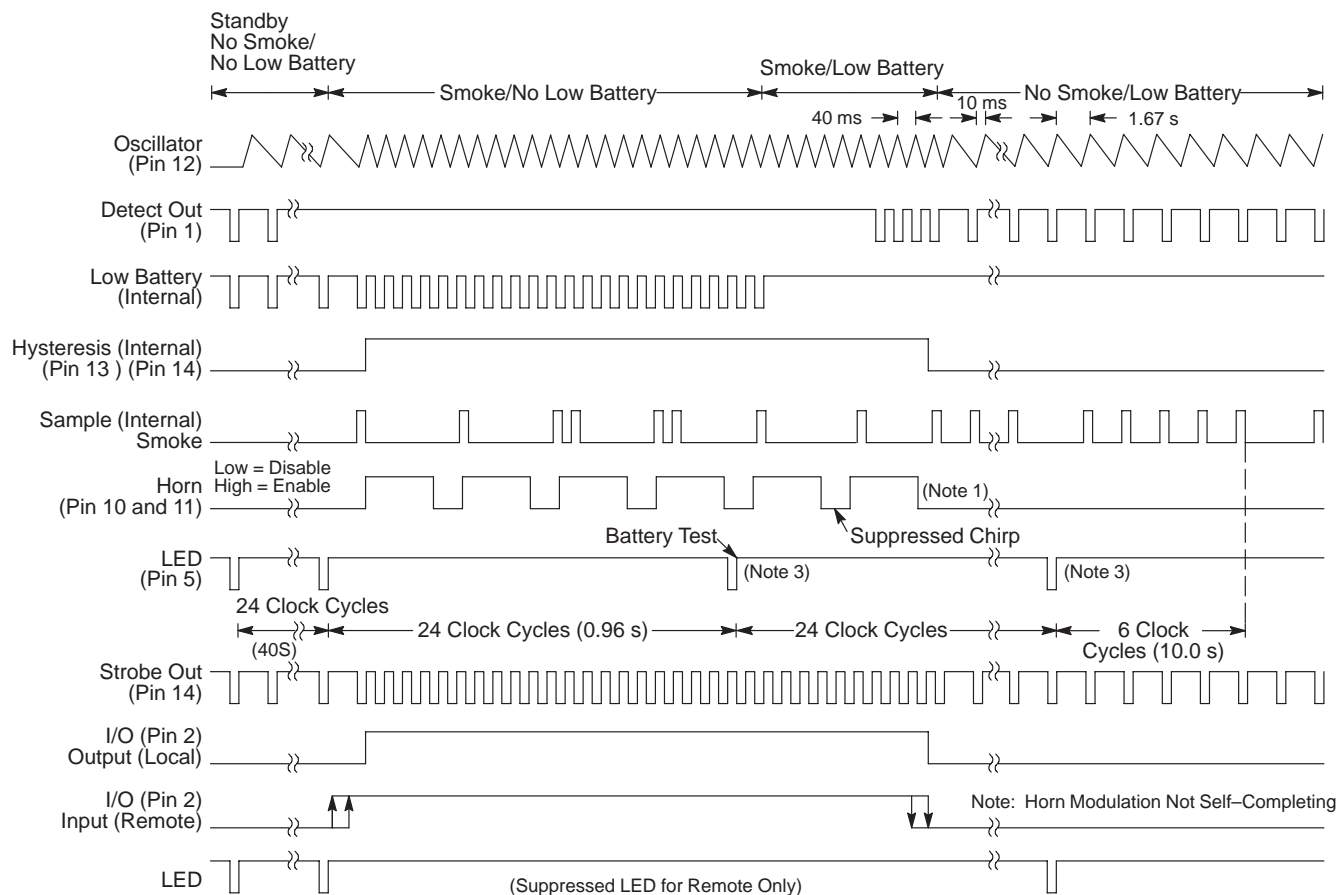 Standby
No Smoke/
No Low Battery
Smoke/No Low Battery
Smoke/Low Battery
No Smoke/Low Battery
40 ms
10 ms
1.67 s
Oscillator
(Pin 12)
Detect Out
(Pin 1)
Low Battery
(Internal)
Hysteresis (Internal)
(Pin 13 ) (Pin 14)
Sample (Internal)
Smoke
Low = Disable
High = Enable
Horn
(Pin 10 and 11)
(Note 1)
Suppressed Chirp
Battery Test
LED
(Pin 5)
(Note 3)
(Note 3)
24 Clock Cycles
(40S)
24 Clock Cycles (0.96 s)
24 Clock Cycles
6 Clock
Cycles (10.0 s)
Strobe Out
(Pin 14)
I/O (Pin 2)
Output (Local)
I/O (Pin 2)
Input (Remote)
Note: Horn Modulation Not Self–Completing
LED
(Suppressed LED for Remote Only)